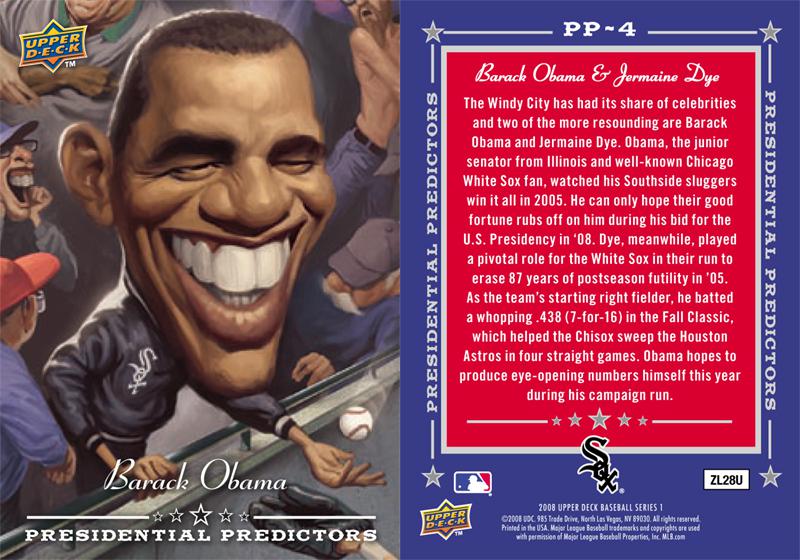 UPPER
D·E·C·K
TM
Sox
Barack Obama
PRESIDENTIAL PREDICTORS
PP~4
PRESIDENTIAL PREDICTORS
Barack Obama & Jermaine Dye
The Windy City has had its share of celebrities
and two of the more resounding are Barack
Obama and Jermaine Dye. Obama, the junior
senator from Illinois and well-known Chicago
White Sox fan, watched his Southside sluggers
win it all in 2005. He can only hope their good
fortune rubs off on him during his bid for the
U.S. Presidency in '08. Dye, meanwhile, played
a pivotal role for the White Sox in their run to
erase 87 years of postseason futility in '05.
As the team's starting right fielder, he batted
a whopping .438 (7-for-16) in the Fall Classic,
which helped the Chisox sweep the Houston
Astros in four straight games. Obama hopes to
produce eye-opening numbers himself this year
during his campaign run.
PRESIDENTIAL PREDICTORS
Sox®
ZL28U
UPPER
D·E·C·K
2008 UPPER DECK BASEBALL SERIES 1
©2008 UDC. 985 Trade Drive, North Las Vegas, NV 89030. All rights reserved.
Printed in the USA. Major League Baseball trademarks and copyrights are used
with permission of Major League Baseball Properties, Inc. MLB.com